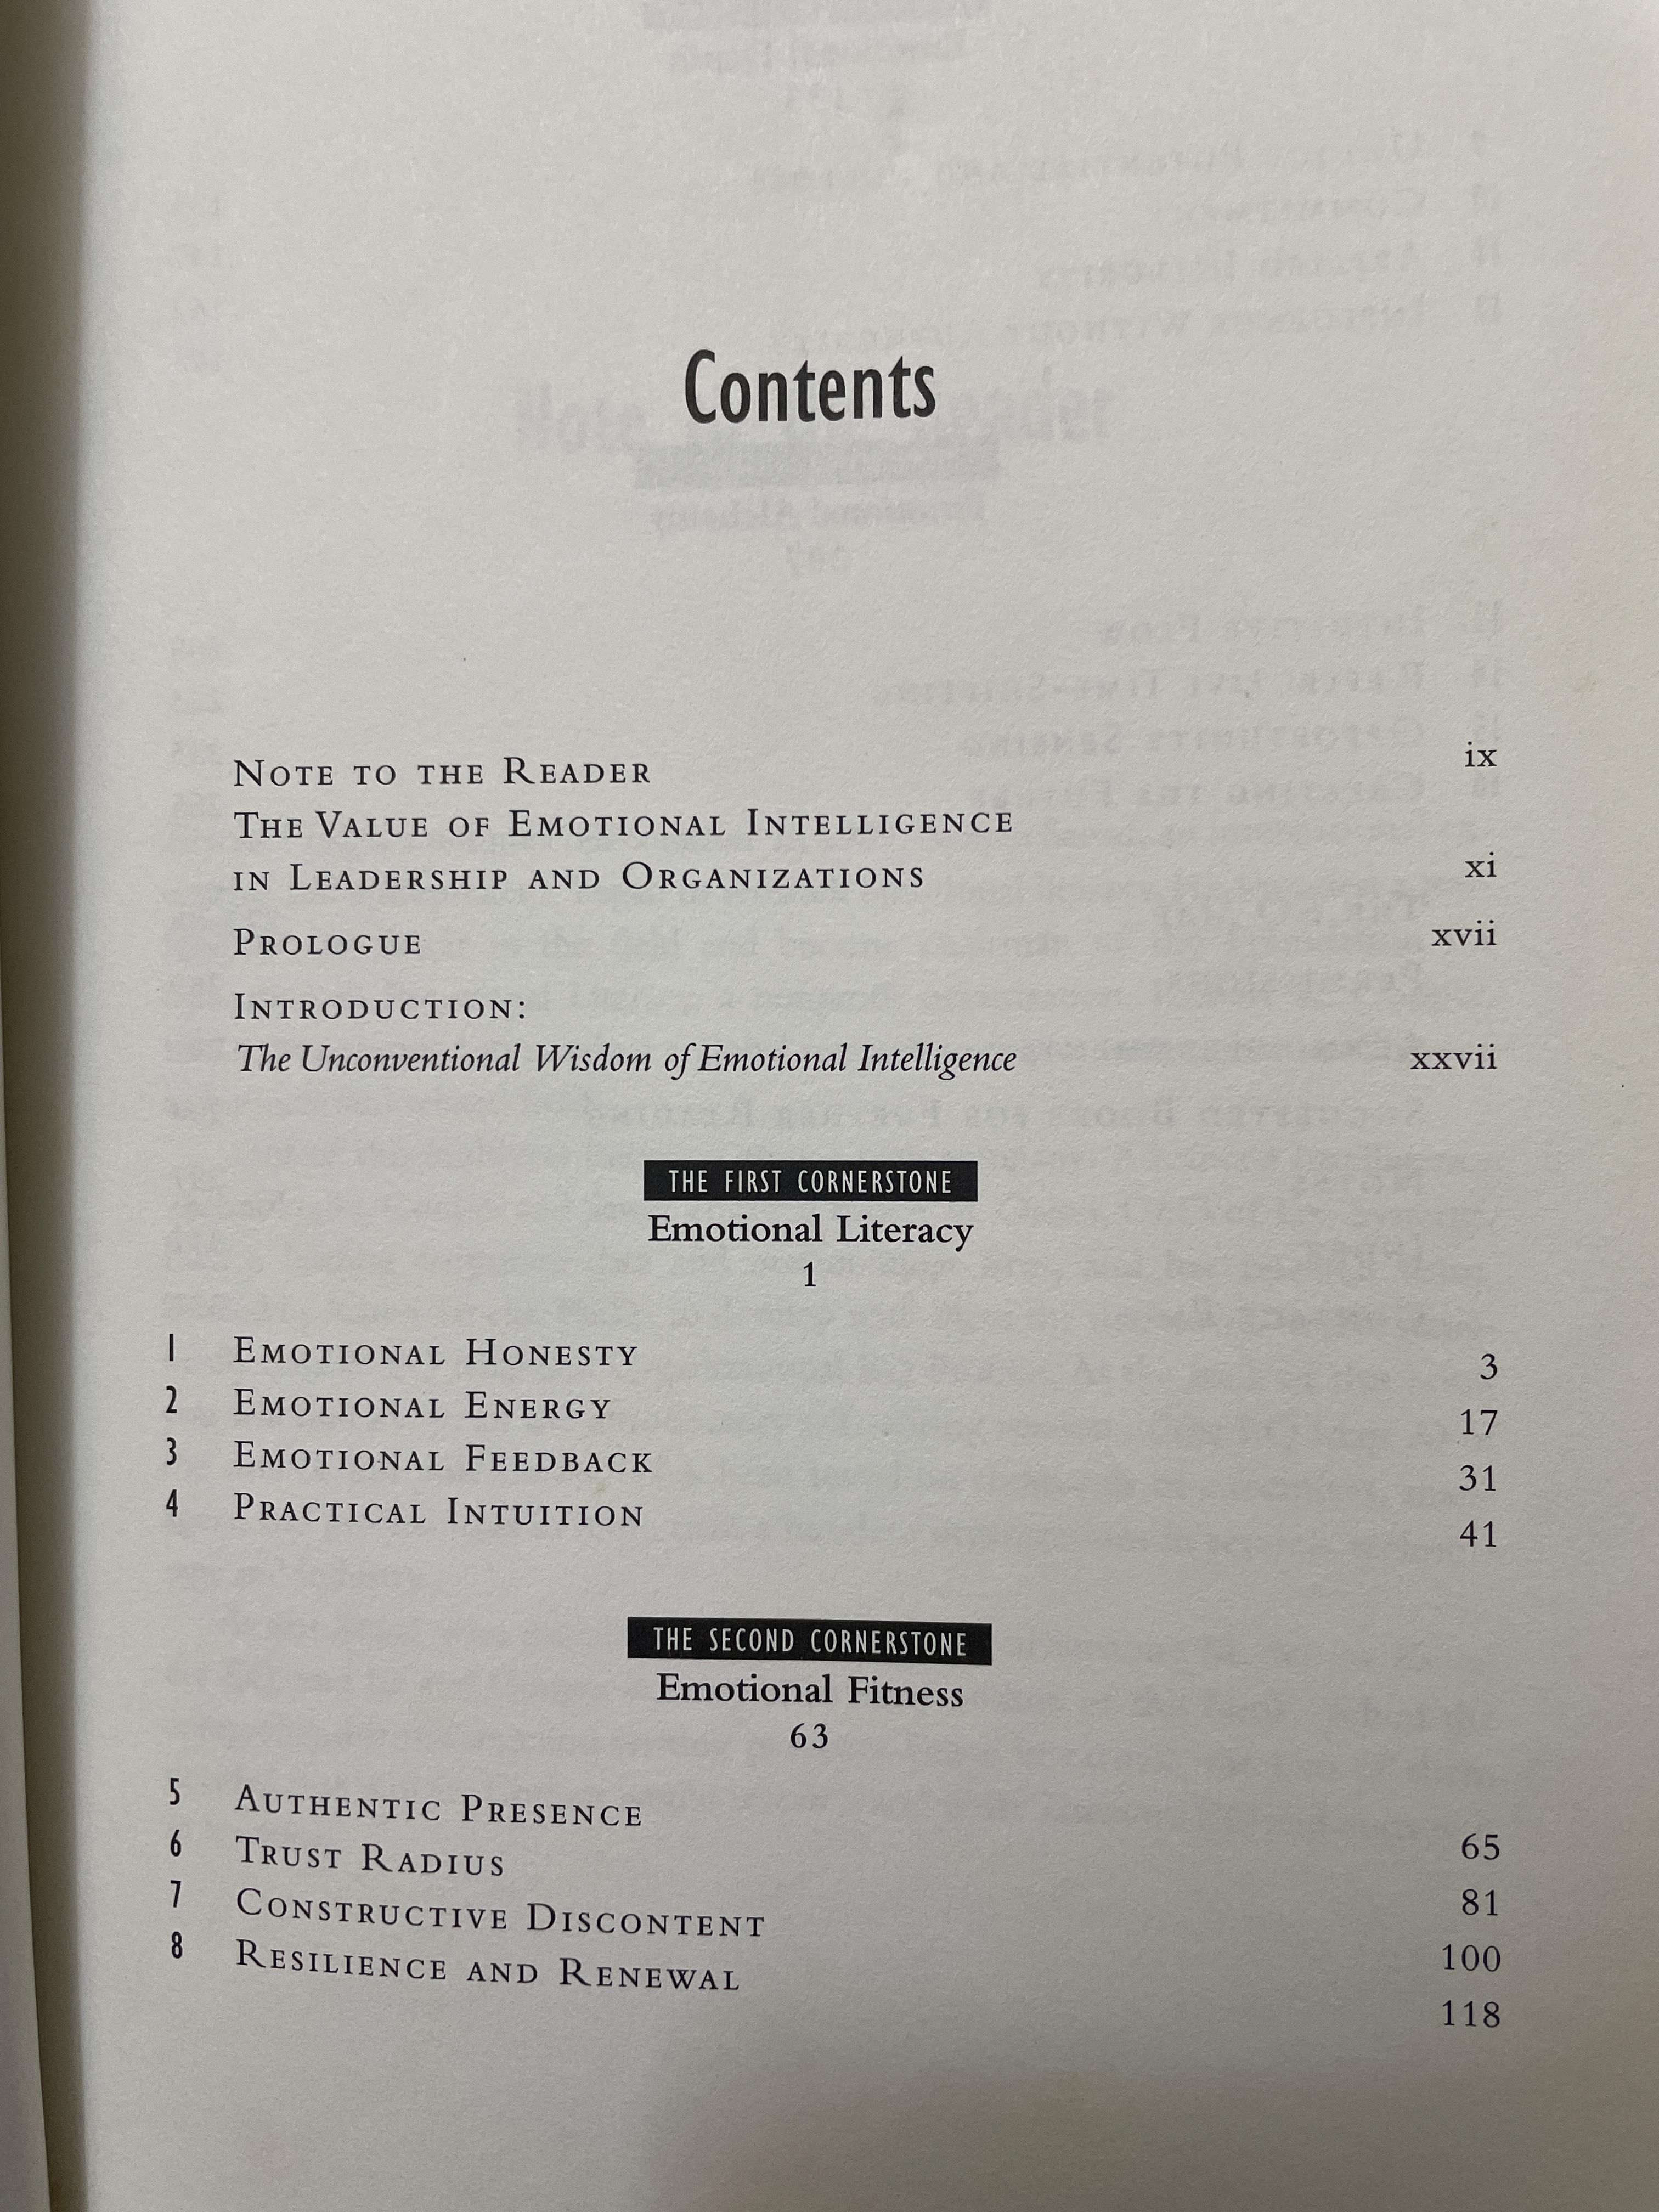 Contents
NOTE TO THE READER ix
THE VALUE OF EMOTIONAL INTELLIGENCE
IN LEADERSHIP AND ORGANIZATIONS xi
PROLOGUE xvii
INTRODUCTION:
The Unconventional Wisdom of Emotional Intelligence xxvii
THE FIRST CORNERSTONE
Emotional Literacy
1
1 EMOTIONAL HONESTY 3
2 EMOTIONAL ENERGY 17
3 EMOTIONAL FEEDBACK 31
4 PRACTICAL INTUITION 41
THE SECOND CORNERSTONE
Emotional Fitness
63
5 AUTHENTIC PRESENCE 65
6 TRUST RADIUS 81
7 CONSTRUCTIVE DISCONTENT 100
8 RESILIENCE AND RENEWAL 118